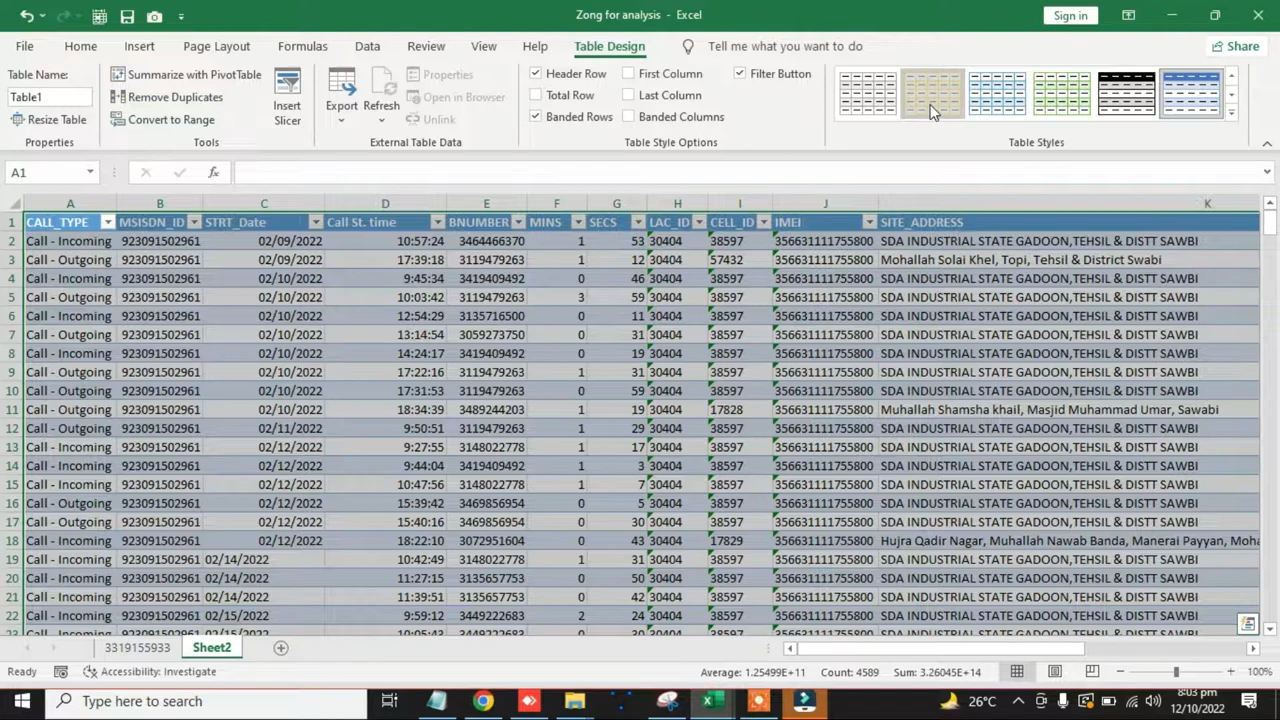 Zong for analysis - Excel
Sign in
File Home Insert Page Layout Formulas Data Review View Help Table Design Tell me what you want to do Share
Table Name:
Table1
Resize Table
Properties
Summarize with PivotTable
Remove Duplicates
Convert to Range
Tools
Insert
Slicer
Export Refresh
Properties
Open in Browser
Unlink
External Table Data
Header Row First Column Filter Button
Total Row Last Column
Banded Rows Banded Columns
Table Style Options
Table Styles
A1 fx
A B C D E F G H I J K
1 CALL_TYPE MSISDN_ID STRT_Date Call St. time BNUMBER MINS SECS LAC_ID CELL_ID IMEI SITE_ADDRESS
2 Call - Incoming 923091502961 02/09/2022 10:57:24 3464466370 1 53 30404 38597 356631111755800 SDA INDUSTRIAL STATE GADOON,TEHSIL & DISTT SAWBI
3 Call - Outgoing 923091502961 02/09/2022 17:39:18 3119479263 1 12 30404 57432 356631111755800 Mohallah Solai Khel, Topi, Tehsil & District Swabi
4 Call - Incoming 923091502961 02/10/2022 9:45:34 3419409492 0 46 30404 38597 356631111755800 SDA INDUSTRIAL STATE GADOON,TEHSIL & DISTT SAWBI
5 Call - Outgoing 923091502961 02/10/2022 10:03:42 3119479263 3 59 30404 38597 356631111755800 SDA INDUSTRIAL STATE GADOON,TEHSIL & DISTT SAWBI
6 Call - Incoming 923091502961 02/10/2022 12:54:29 3135716500 0 11 30404 38597 356631111755800 SDA INDUSTRIAL STATE GADOON,TEHSIL & DISTT SAWBI
7 Call - Outgoing 923091502961 02/10/2022 13:14:54 3059273750 0 31 30404 38597 356631111755800 SDA INDUSTRIAL STATE GADOON,TEHSIL & DISTT SAWBI
8 Call - Incoming 923091502961 02/10/2022 14:24:17 3419409492 0 19 30404 38597 356631111755800 SDA INDUSTRIAL STATE GADOON,TEHSIL & DISTT SAWBI
9 Call - Incoming 923091502961 02/10/2022 17:22:16 3119479263 1 31 30404 38597 356631111755800 SDA INDUSTRIAL STATE GADOON,TEHSIL & DISTT SAWBI
10 Call - Outgoing 923091502961 02/10/2022 17:31:53 3119479263 0 59 30404 38597 356631111755800 SDA INDUSTRIAL STATE GADOON,TEHSIL & DISTT SAWBI
11 Call - Outgoing 923091502961 02/10/2022 18:34:39 3489244203 1 19 30404 17828 356631111755800 Muhallah Shamsha khail, Masjid Muhammad Umar, Sawabi
12 Call - Outgoing 923091502961 02/11/2022 9:50:51 3119479263 1 29 30404 38597 356631111755800 SDA INDUSTRIAL STATE GADOON,TEHSIL & DISTT SAWBI
13 Call - Incoming 923091502961 02/12/2022 9:27:55 3148022778 1 17 30404 38597 356631111755800 SDA INDUSTRIAL STATE GADOON,TEHSIL & DISTT SAWBI
14 Call - Incoming 923091502961 02/12/2022 9:44:04 3419409492 1 3 30404 38597 356631111755800 SDA INDUSTRIAL STATE GADOON,TEHSIL & DISTT SAWBI
15 Call - Incoming 923091502961 02/12/2022 10:47:56 3148022778 1 7 30404 38597 356631111755800 SDA INDUSTRIAL STATE GADOON,TEHSIL & DISTT SAWBI
16 Call - Outgoing 923091502961 02/12/2022 15:39:42 3469856954 0 5 30404 38597 356631111755800 SDA INDUSTRIAL STATE GADOON,TEHSIL & DISTT SAWBI
17 Call - Outgoing 923091502961 02/12/2022 15:40:16 3469856954 0 30 30404 38597 356631111755800 SDA INDUSTRIAL STATE GADOON,TEHSIL & DISTT SAWBI
18 Call - Incoming 923091502961 02/12/2022 18:22:10 3072951604 0 43 30404 17829 356631111755800 Hujra Qadir Nagar, Muhallah Nawab Banda, Manerai Payyan, Moha
19 Call - Incoming 923091502961 02/14/2022 10:42:49 3148022778 1 31 30404 38597 356631111755800 SDA INDUSTRIAL STATE GADOON,TEHSIL & DISTT SAWBI
20 Call - Incoming 923091502961 02/14/2022 11:27:15 3135657753 0 50 30404 38597 356631111755800 SDA INDUSTRIAL STATE GADOON,TEHSIL & DISTT SAWBI
21 Call - Incoming 923091502961 02/14/2022 11:39:51 3135657753 0 42 30404 38597 356631111755800 SDA INDUSTRIAL STATE GADOON,TEHSIL & DISTT SAWBI
22 Call - Incoming 923091502961 02/15/2022 9:59:12 3449222683 2 24 30404 38597 356631111755800 SDA INDUSTRIAL STATE GADOON,TEHSIL & DISTT SAWBI
3319155933 Sheet2
Ready Accessibility: Investigate Average: 1.25499E+11 Count: 4589 Sum: 3.26045E+14 100%
Type here to search 26°C 8:03 pm
12/10/2022